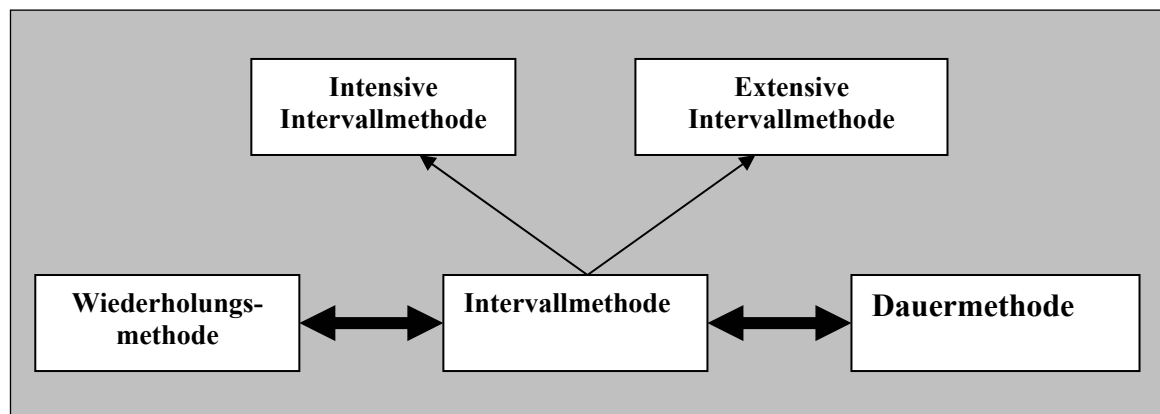 Intensive
Intervallmethode
Extensive
Intervallmethode
Wiederholungs-
methode
Intervallmethode
Dauermethode